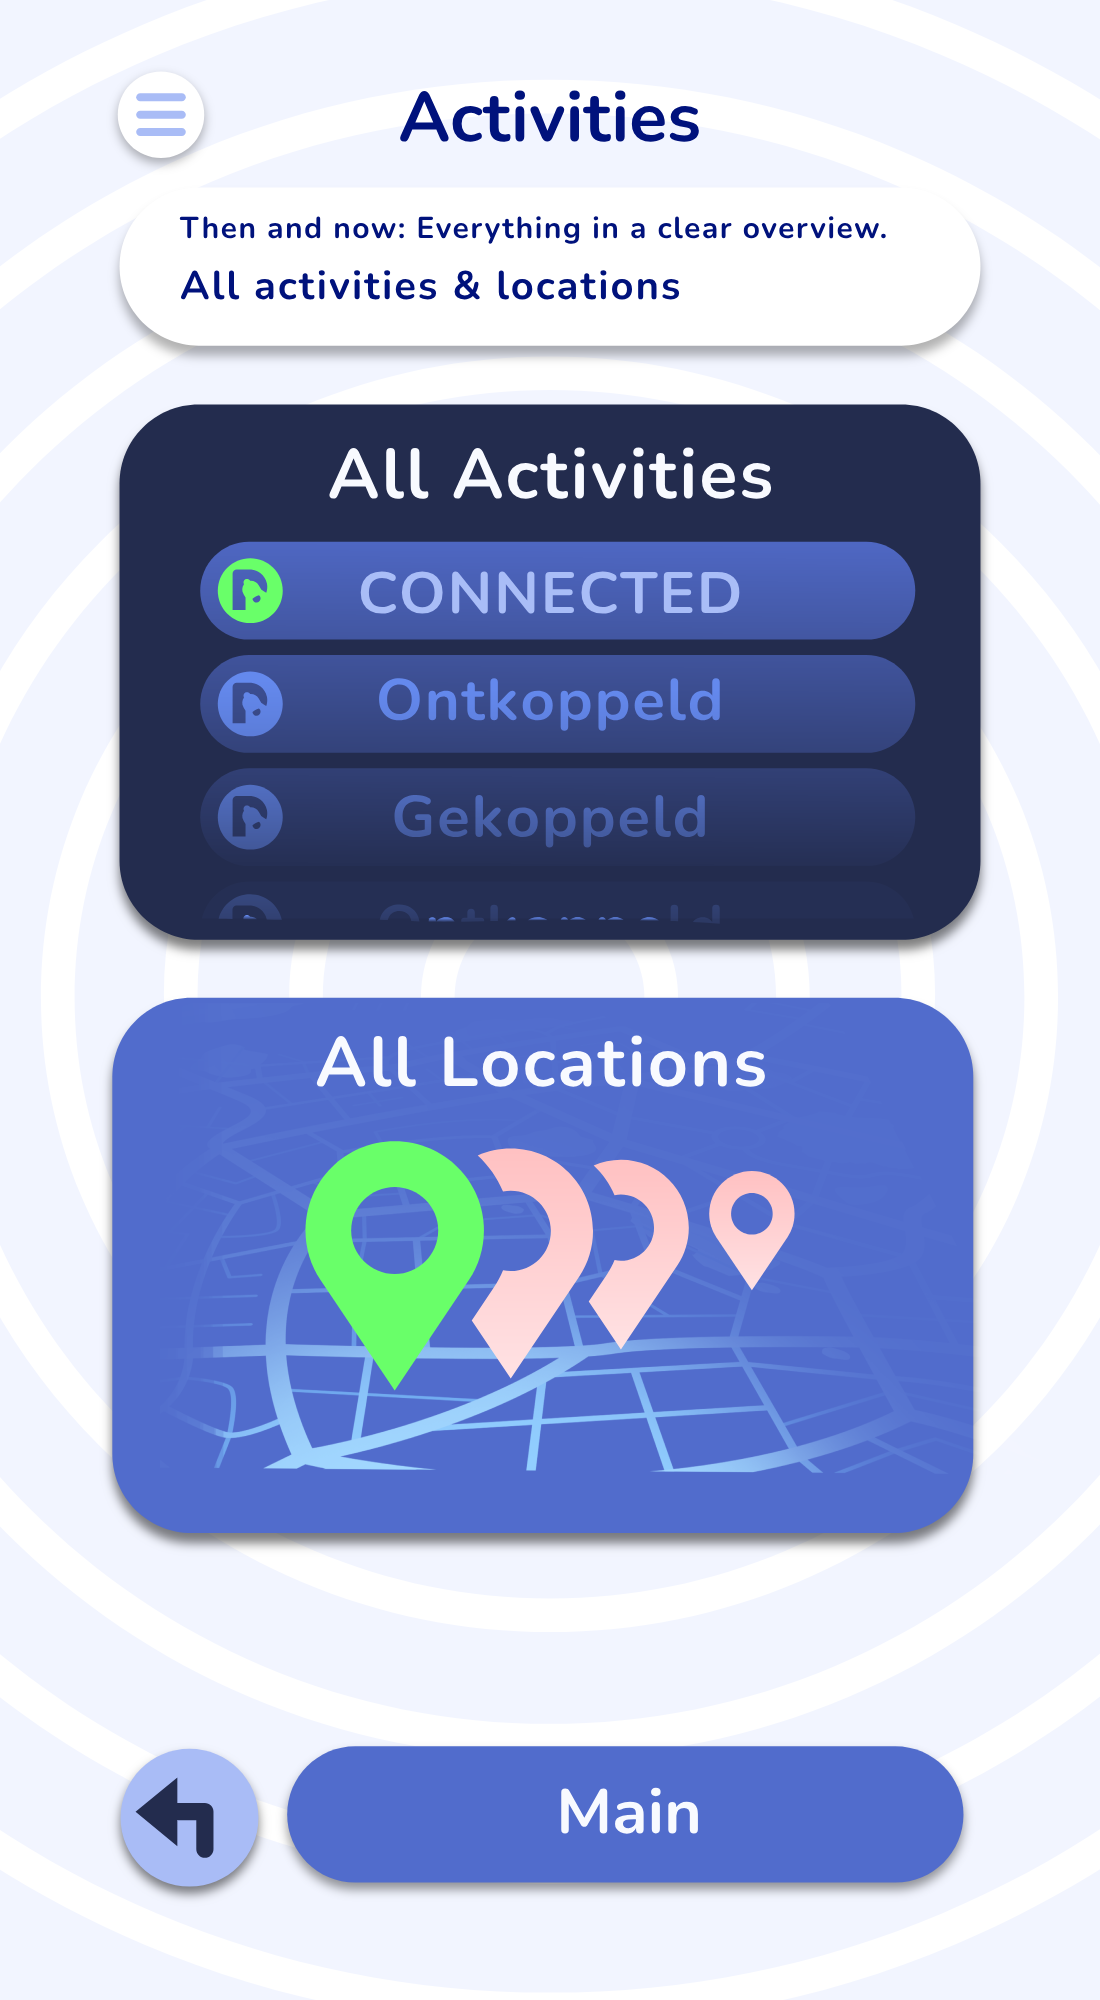 Activities
Then and now: Everything in a clear overview.
All activities & locations
All Activities
CONNECTED
Ontkoppeld
Gekoppeld
Ontkoppeld
All Locations
Main